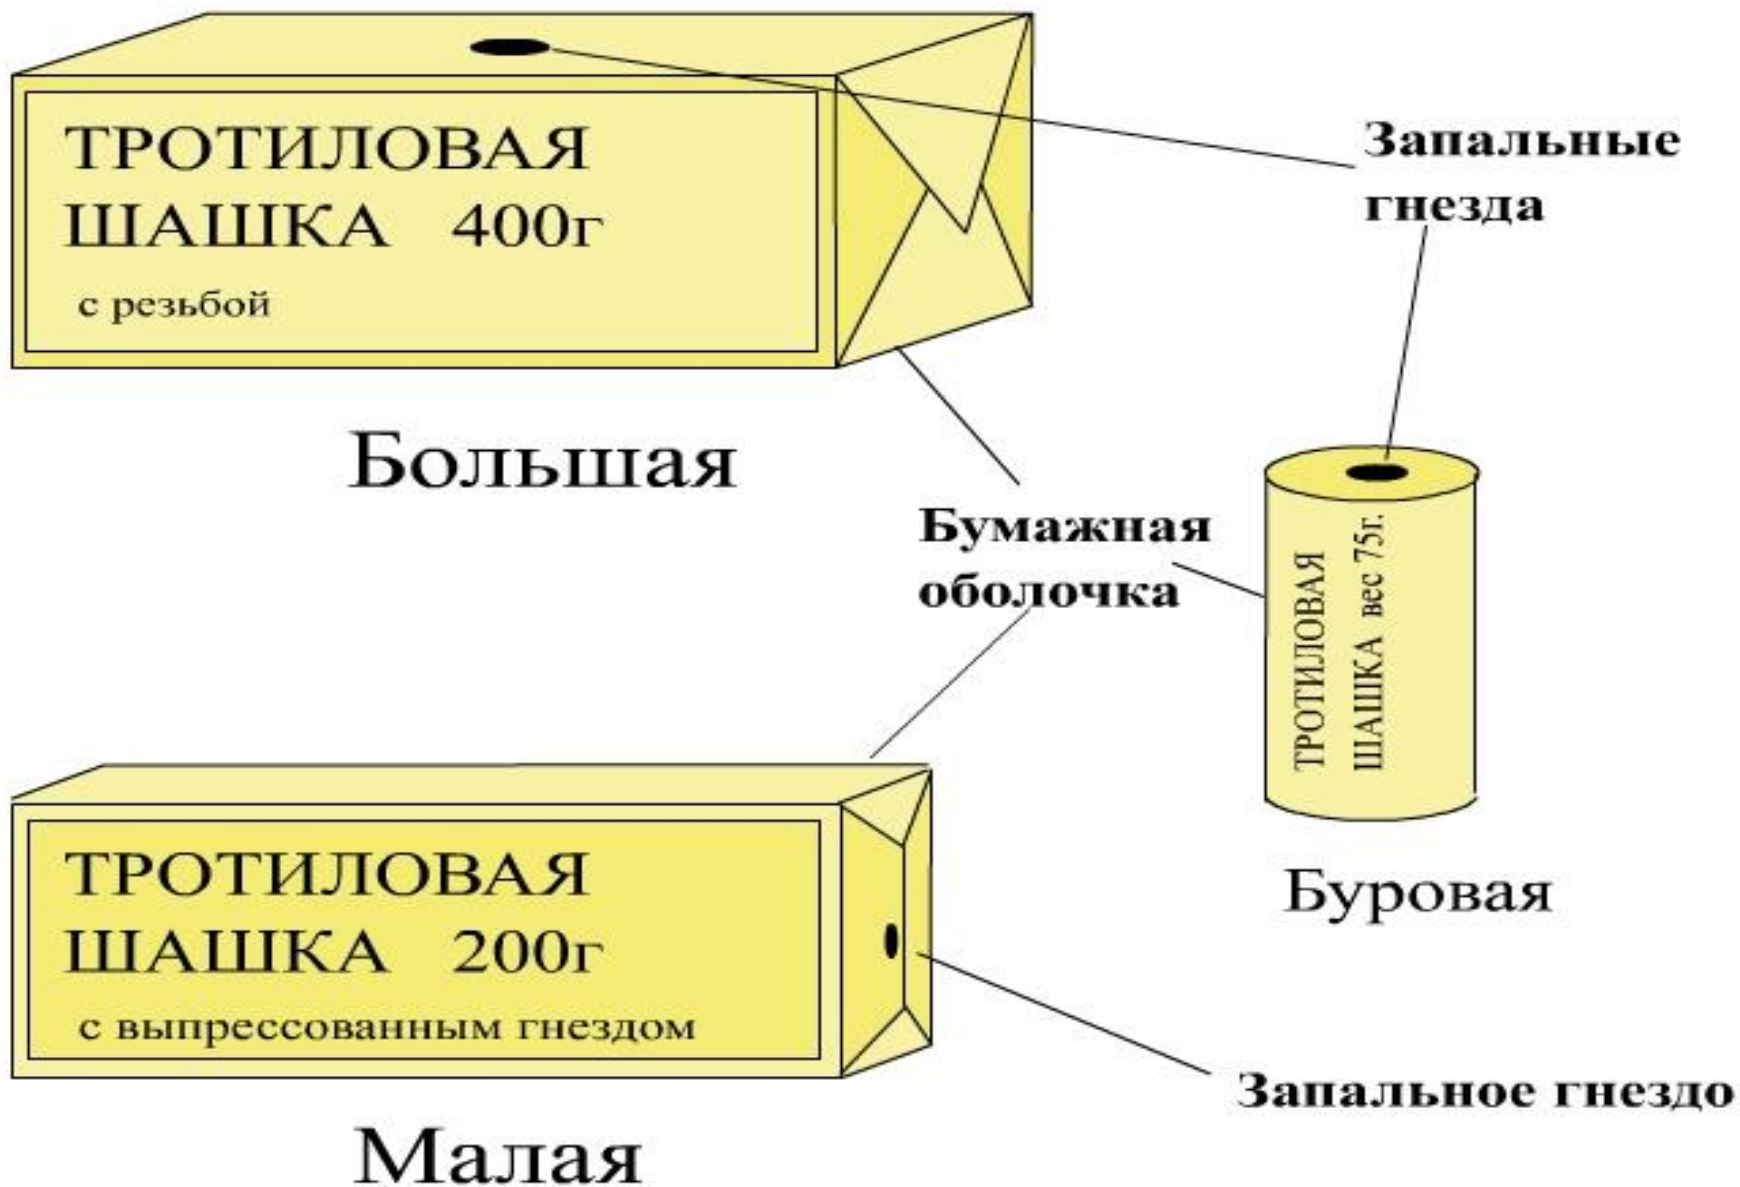 ТРОТИЛОВАЯ
ШАШКА 400г
с резьбой
Запальные
гнезда
Большая
Бумажная
оболочка
ТРОТИЛОВАЯ
ШАШКА вес 75г.
Буровая
ТРОТИЛОВАЯ
ШАШКА 200г
с выпрессованным гнездом
Запальное гнездо
Малая